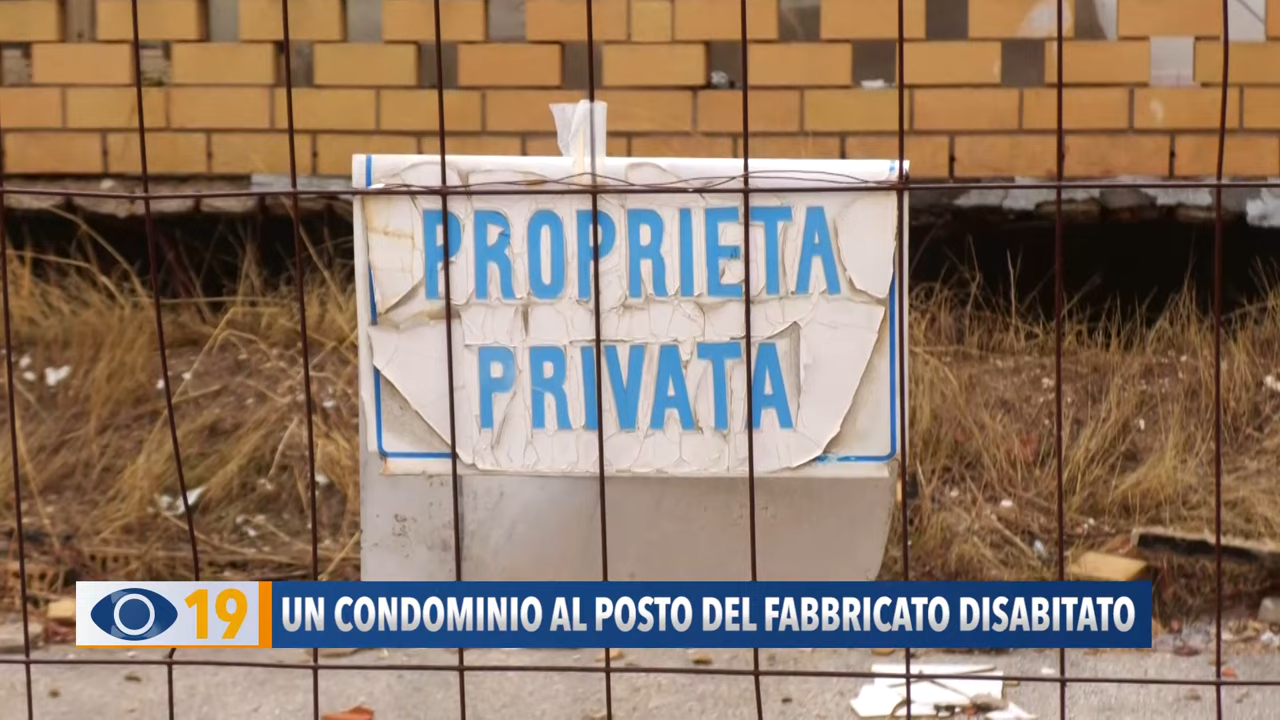 PROPRIETA
PRIVATA
19 UN CONDOMINIO AL POSTO DEL FABBRICATO DISABITATO